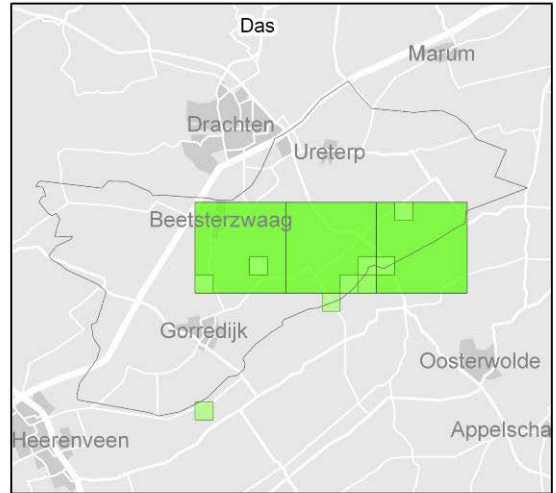 Das
Marum
Drachten
Ureterp
Beetsterzwaag
Gorredijk
Oosterwolde
Appelscha
Heerenveen